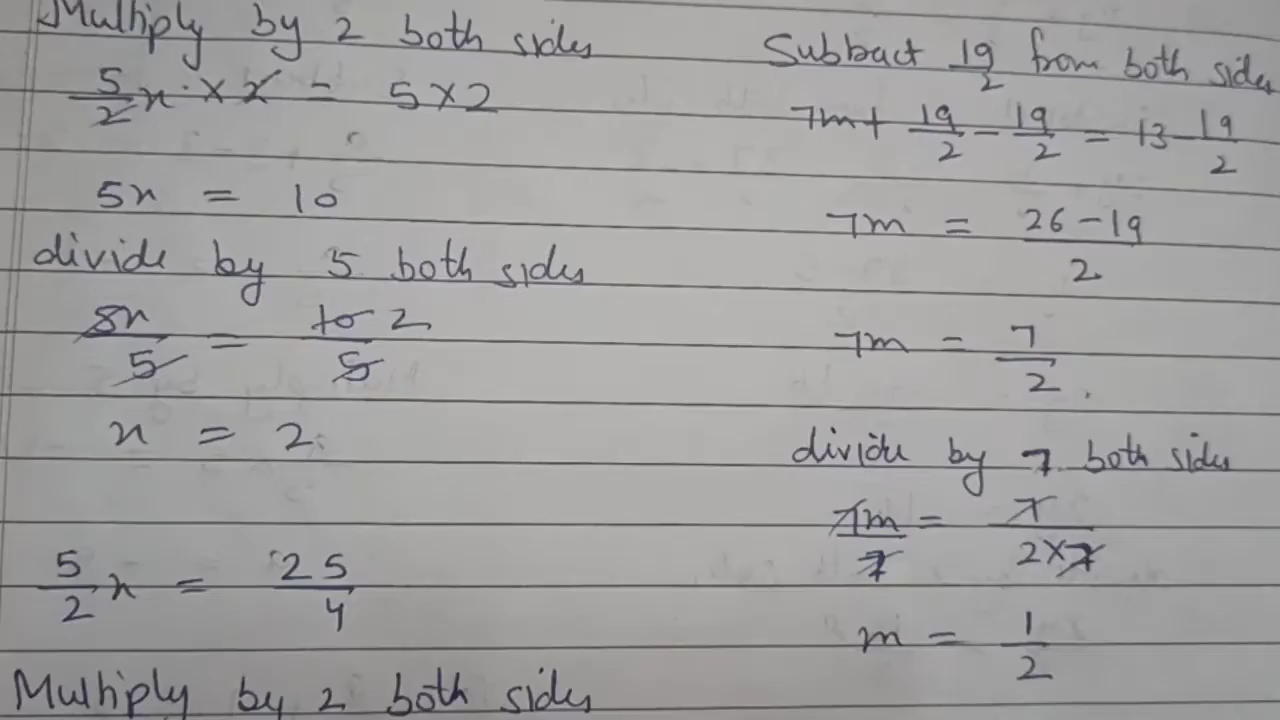 Multiply by 2 both sides
5/2 x · × 2 = 5×2
5x = 10
divide by 5 both sides
5x/5 = 10 2/5
x = 2
5/2 x = 25/4
Multiply by 2 both sides
Subtract 19/2 from both sides
7m + 19/2 - 19/2 = 13 - 19/2
7m = 26-19/2
7m = 7/2
divide by 7 both sides
7m/7 = 7/2×7
m = 1/2